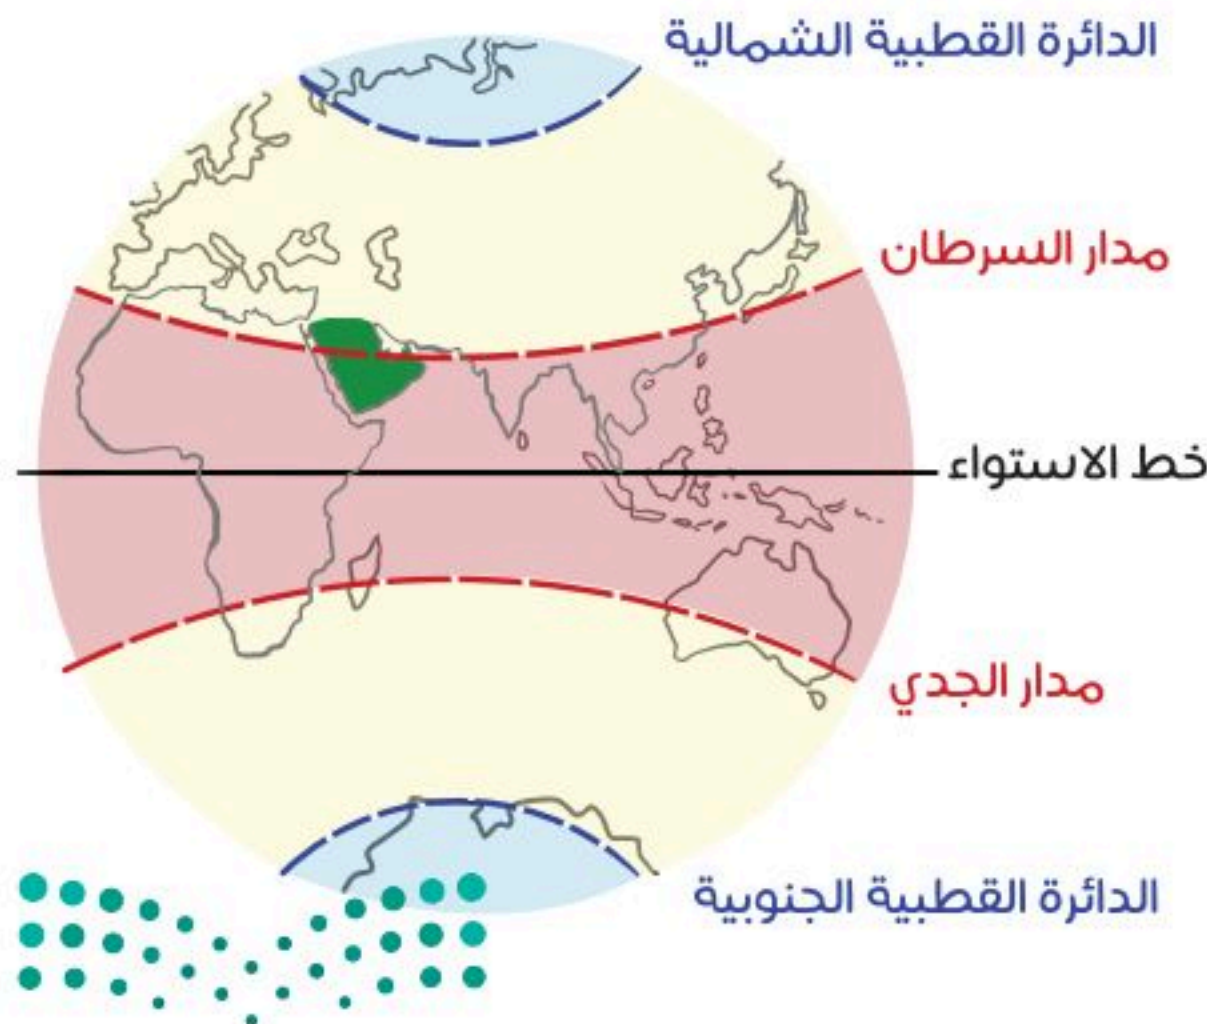 الدائرة القطبية الشمالية
مدار السرطان
خط الاستواء
مدار الجدي
الدائرة القطبية الجنوبية